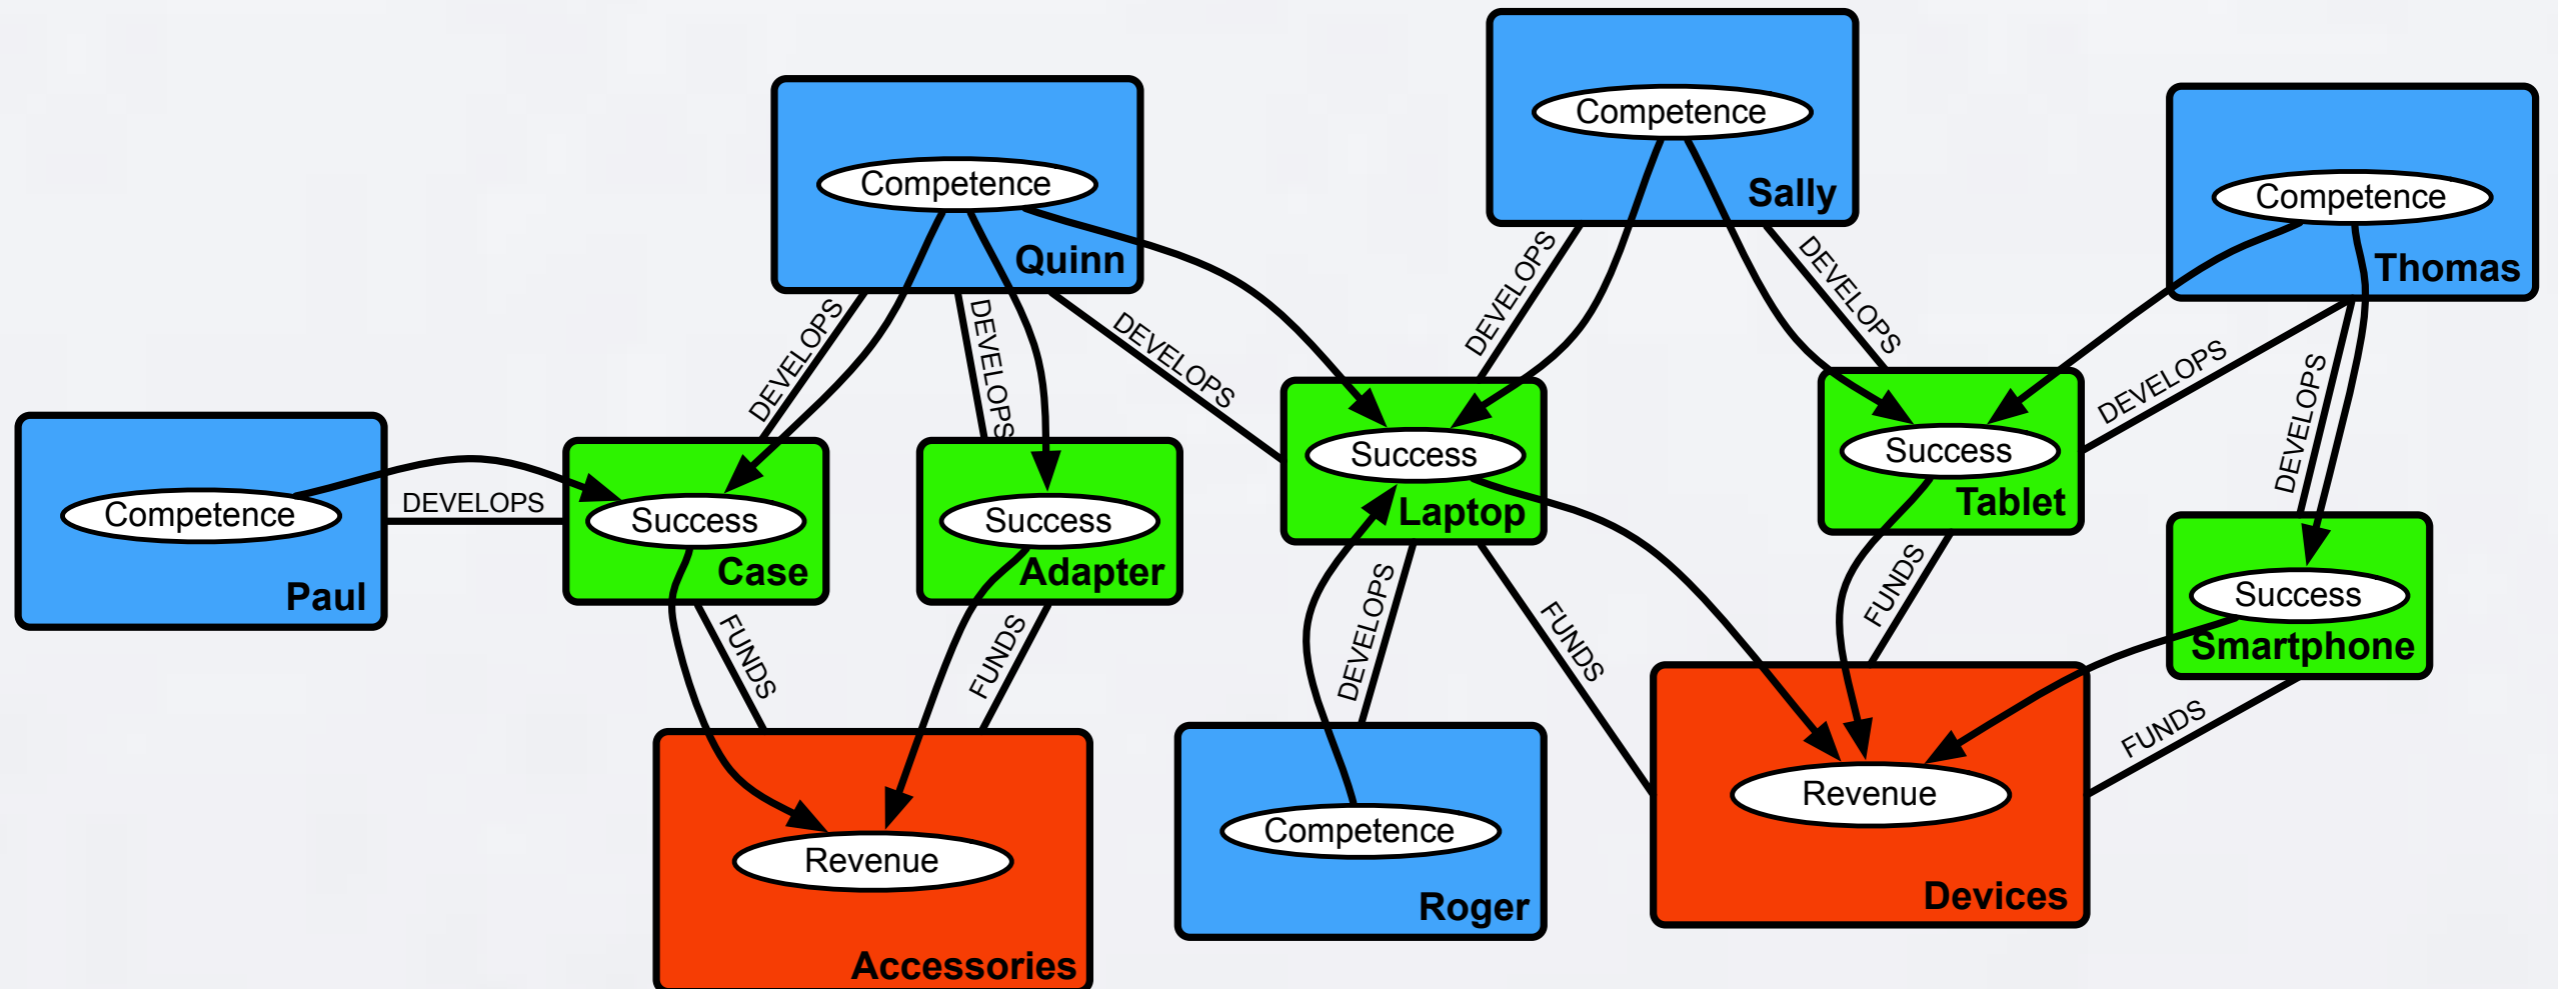 Competence
Sally
Competence
Quinn
Competence
Thomas
DEVELOPS
DEVELOPS
DEVELOPS
DEVELOPS
DEVELOPS
DEVELOPS
DEVELOPS
Competence
Paul
DEVELOPS
Success
Case
Success
Adapter
Success
Laptop
Success
Tablet
Success
Smartphone
FUNDS
FUNDS
DEVELOPS
FUNDS
FUNDS
FUNDS
Revenue
Accessories
Competence
Roger
Revenue
Devices